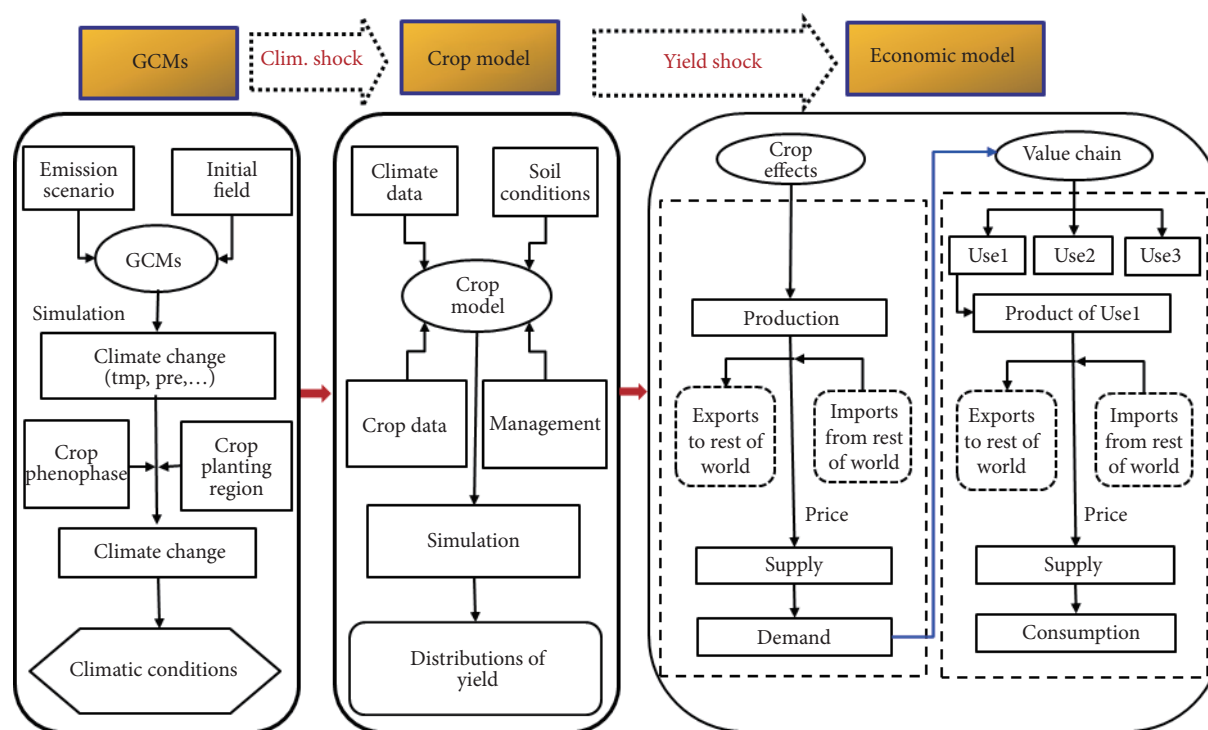 GCMs
Clim. shock
Crop model
Yield shock
Economic model
Emission
scenario
Initial
field
GCMs
Simulation
Climate change
(tmp, pre,…)
Crop
phenophase
Crop
planting
region
Climate change
Climatic conditions
Climate
data
Soil
conditions
Crop
model
Crop data
Management
Simulation
Distributions of
yield
Crop
effects
Production
Exports
to rest of
world
Imports
from rest
of world
Price
Supply
Demand
Value chain
Use1
Use2
Use3
Product of Use1
Exports
to rest of
world
Imports
from rest
of world
Price
Supply
Consumption